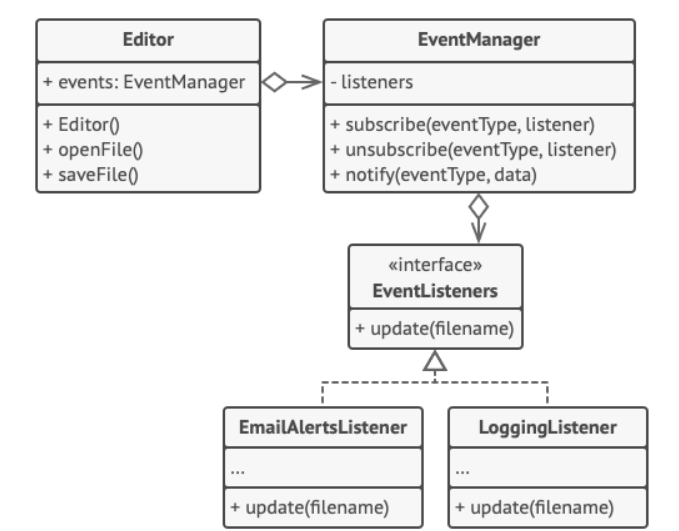 Editor
+ events: EventManager
+ Editor()
+ openFile()
+ saveFile()
EventManager
- listeners
+ subscribe(eventType, listener)
+ unsubscribe(eventType, listener)
+ notify(eventType, data)
«interface»
EventListeners
+ update(filename)
EmailAlertsListener
...
+ update(filename)
LoggingListener
...
+ update(filename)